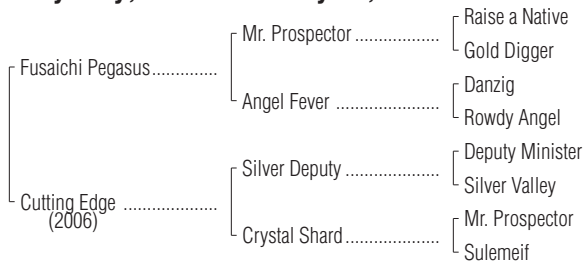 Raise a Native
Mr. Prospector ..................
Gold Digger
Fusaichi Pegasus..............
Danzig
Angel Fever ......................
Rowdy Angel
Deputy Minister
Silver Deputy ....................
Silver Valley
Cutting Edge ....................
(2006)
Mr. Prospector
Crystal Shard....................
Sulemeif